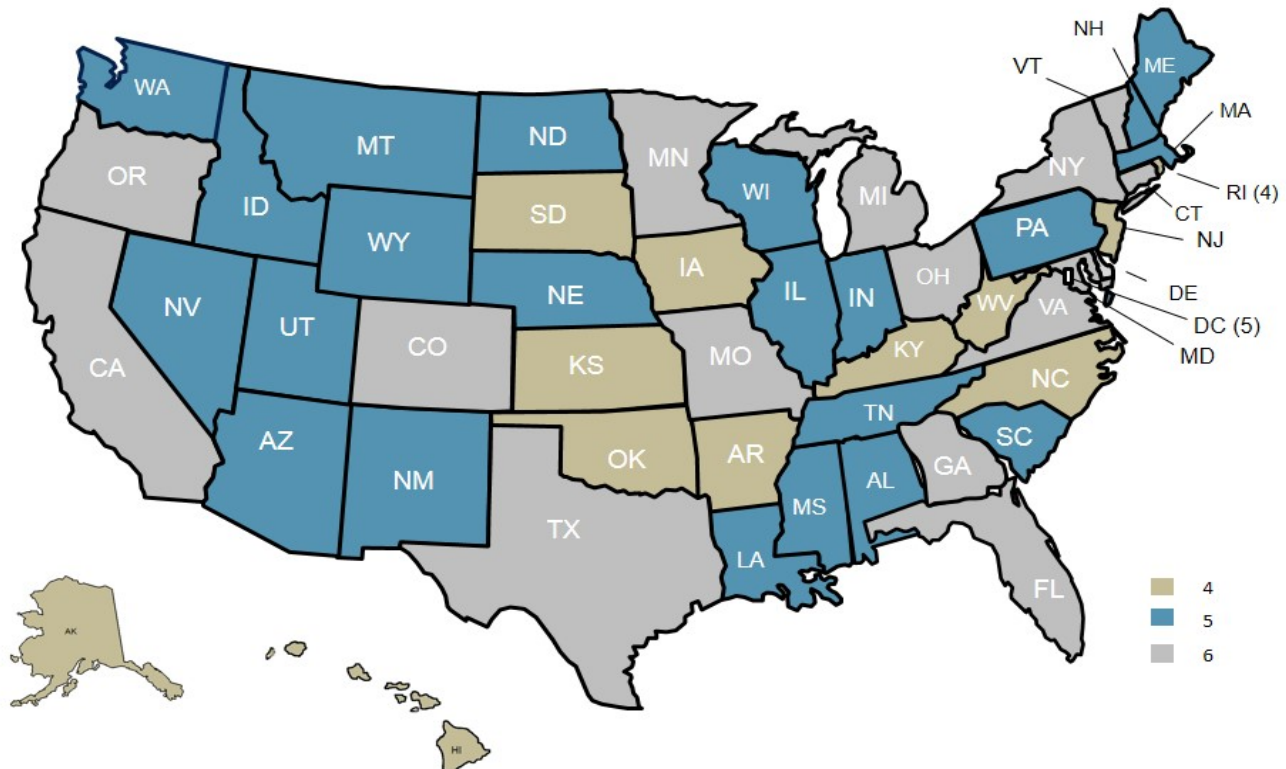 NH
VT
ME
WA
MA
MT
ND
MN
OR
NY
MI
RI (4)
ID
WI
SD
CT
WY
PA
NJ
IA
OH
NE
IL
IN
DE
NV
WV
VA
UT
DC (5)
CO
KY
MD
MO
CA
KS
NC
TN
AZ
SC
OK
AR
GA
NM
AL
MS
TX
LA
FL
4
5
6
AK
HI